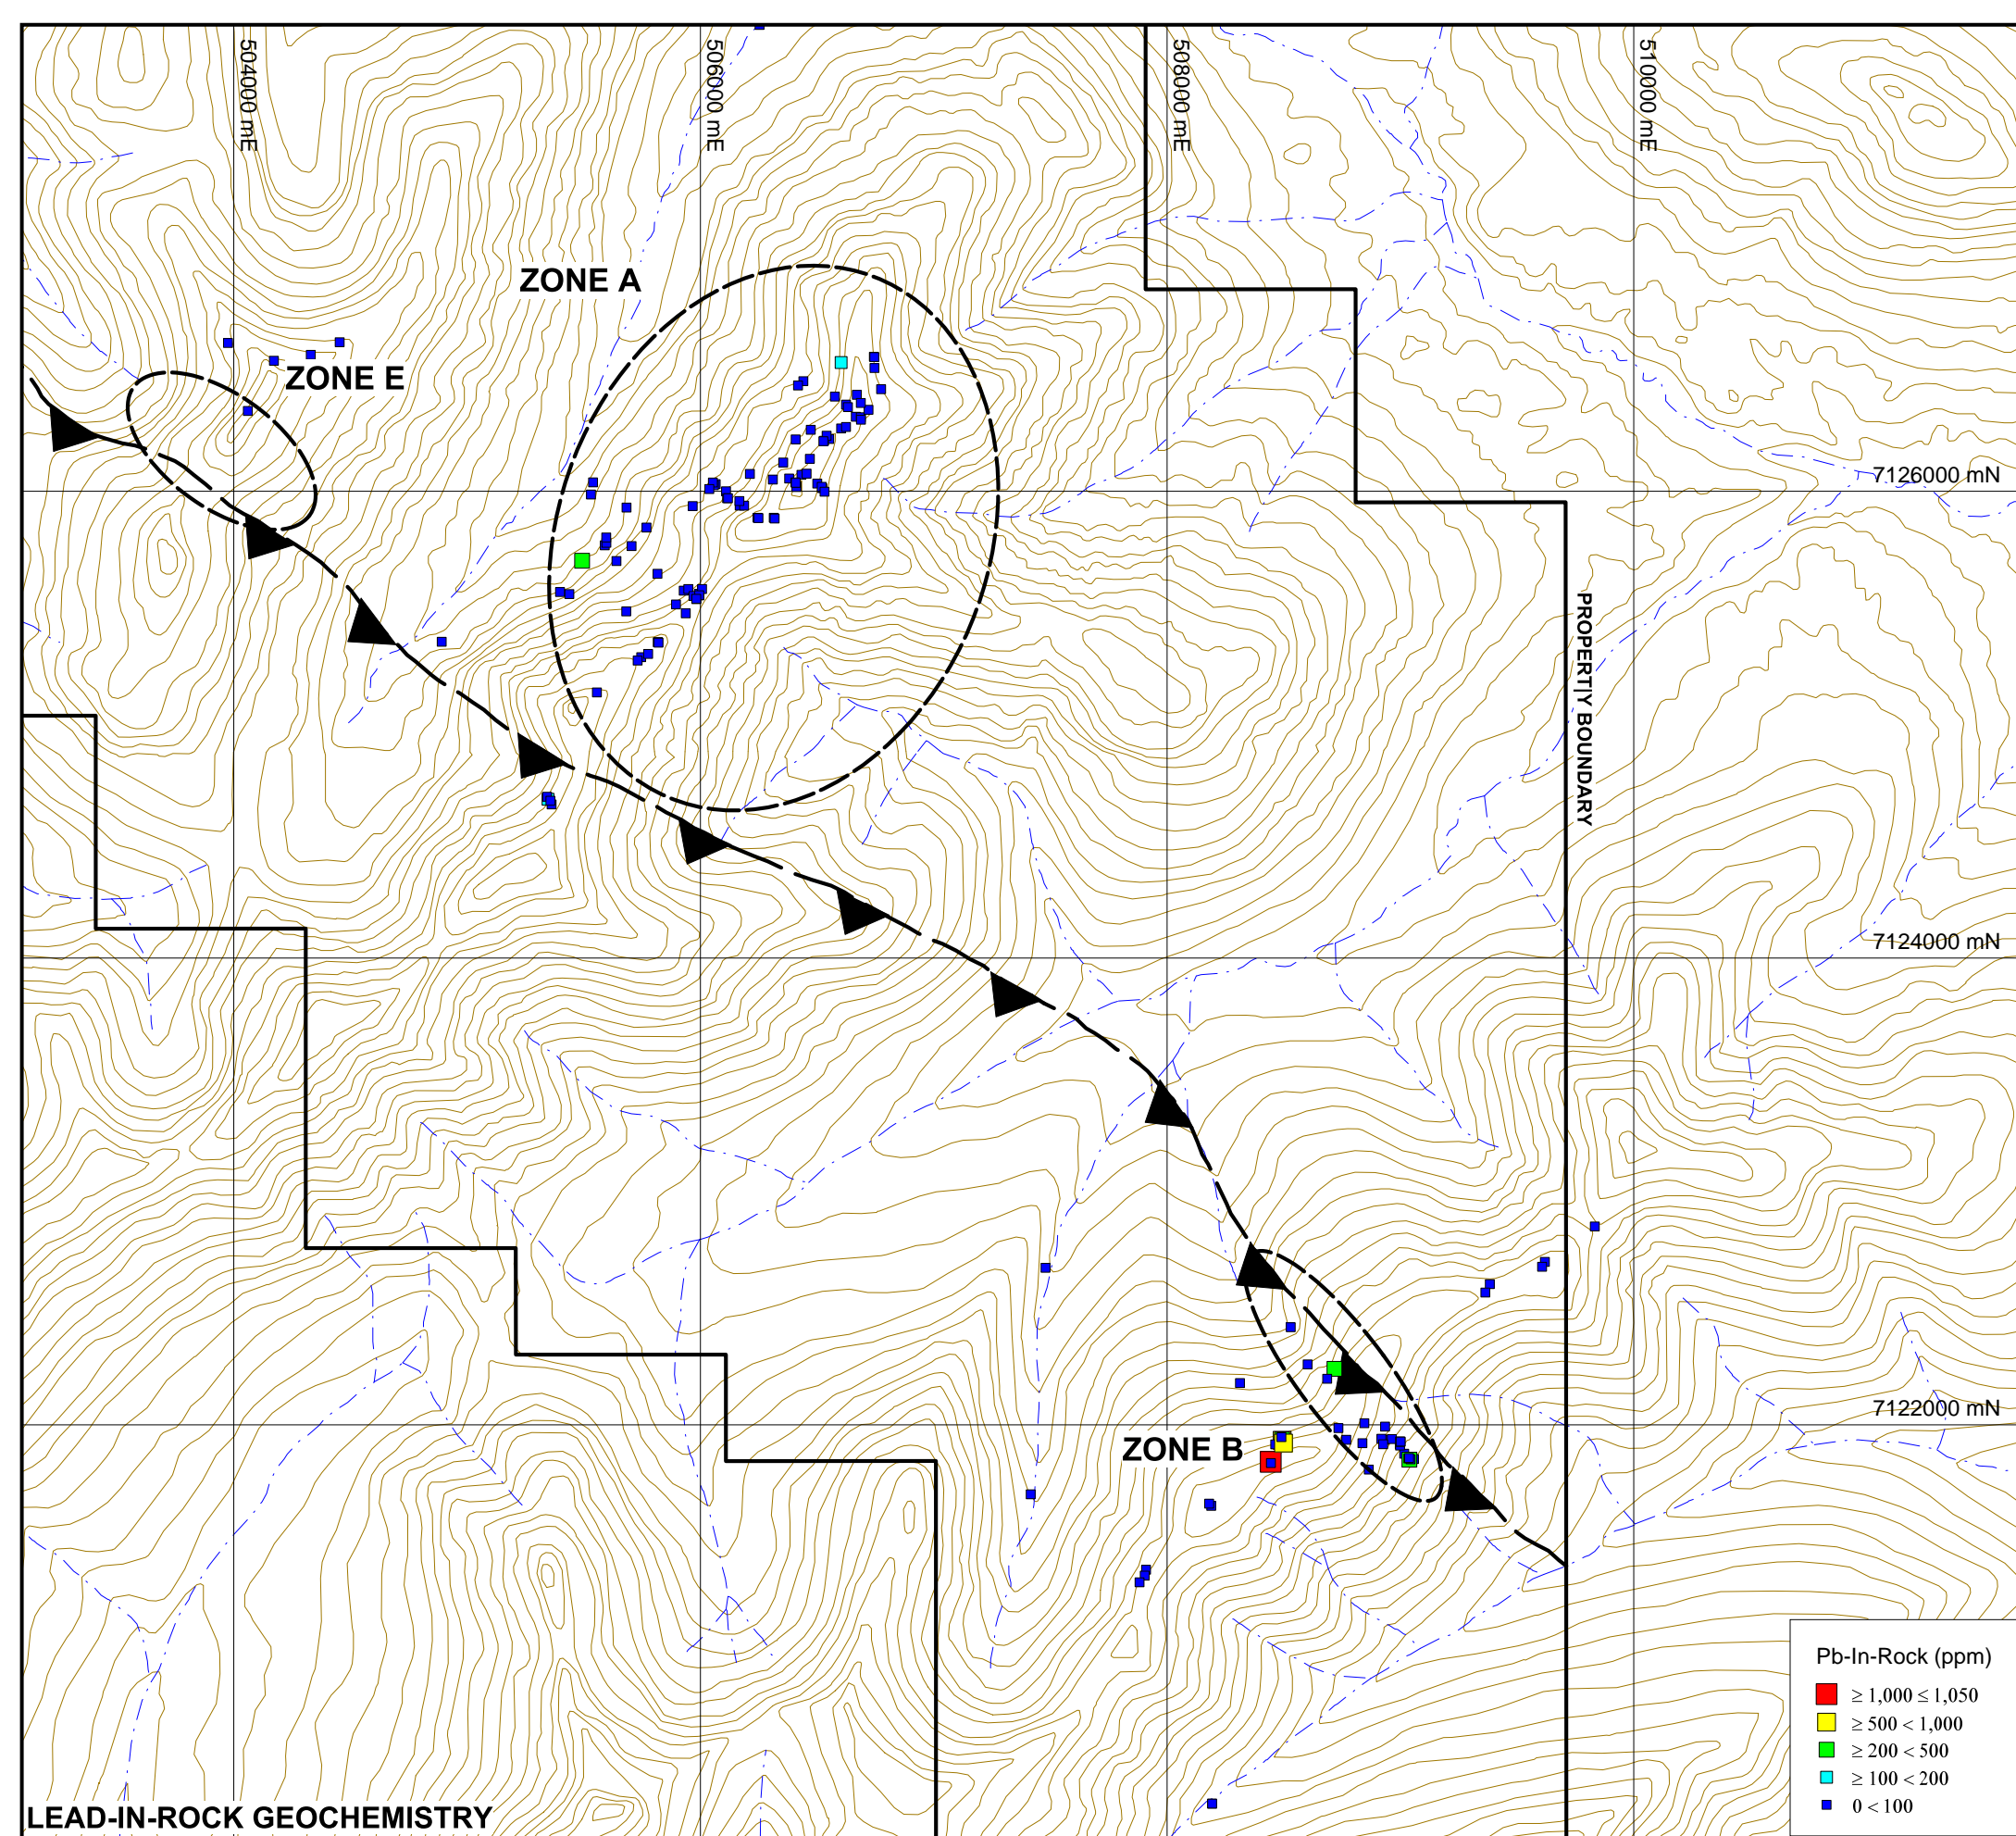 504000 mE
506000 mE
508000 mE
510000 mE
ZONE A
ZONE E
7126000 mN
PROPERTY BOUNDARY
7124000 mN
7122000 mN
ZONE B
Pb-In-Rock (ppm)
≥ 1,000 ≤ 1,050
≥ 500 < 1,000
≥ 200 < 500
≥ 100 < 200
0 < 100
LEAD-IN-ROCK GEOCHEMISTRY